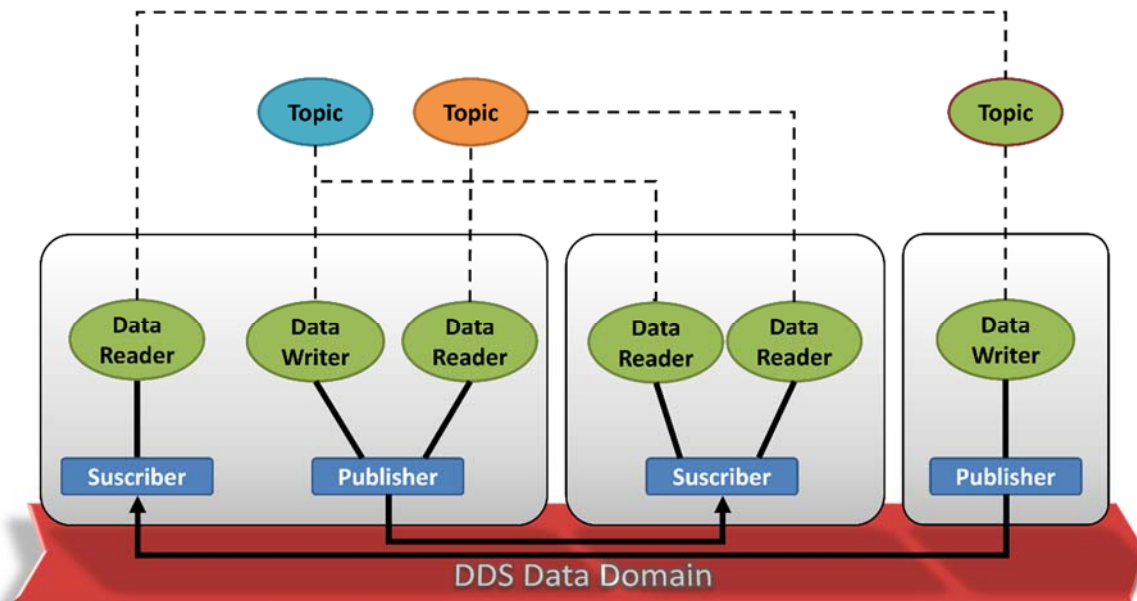 Topic
Topic
Topic
Data
Reader
Data
Writer
Data
Reader
Data
Reader
Data
Reader
Data
Writer
Suscriber
Publisher
Suscriber
Publisher
DDS Data Domain